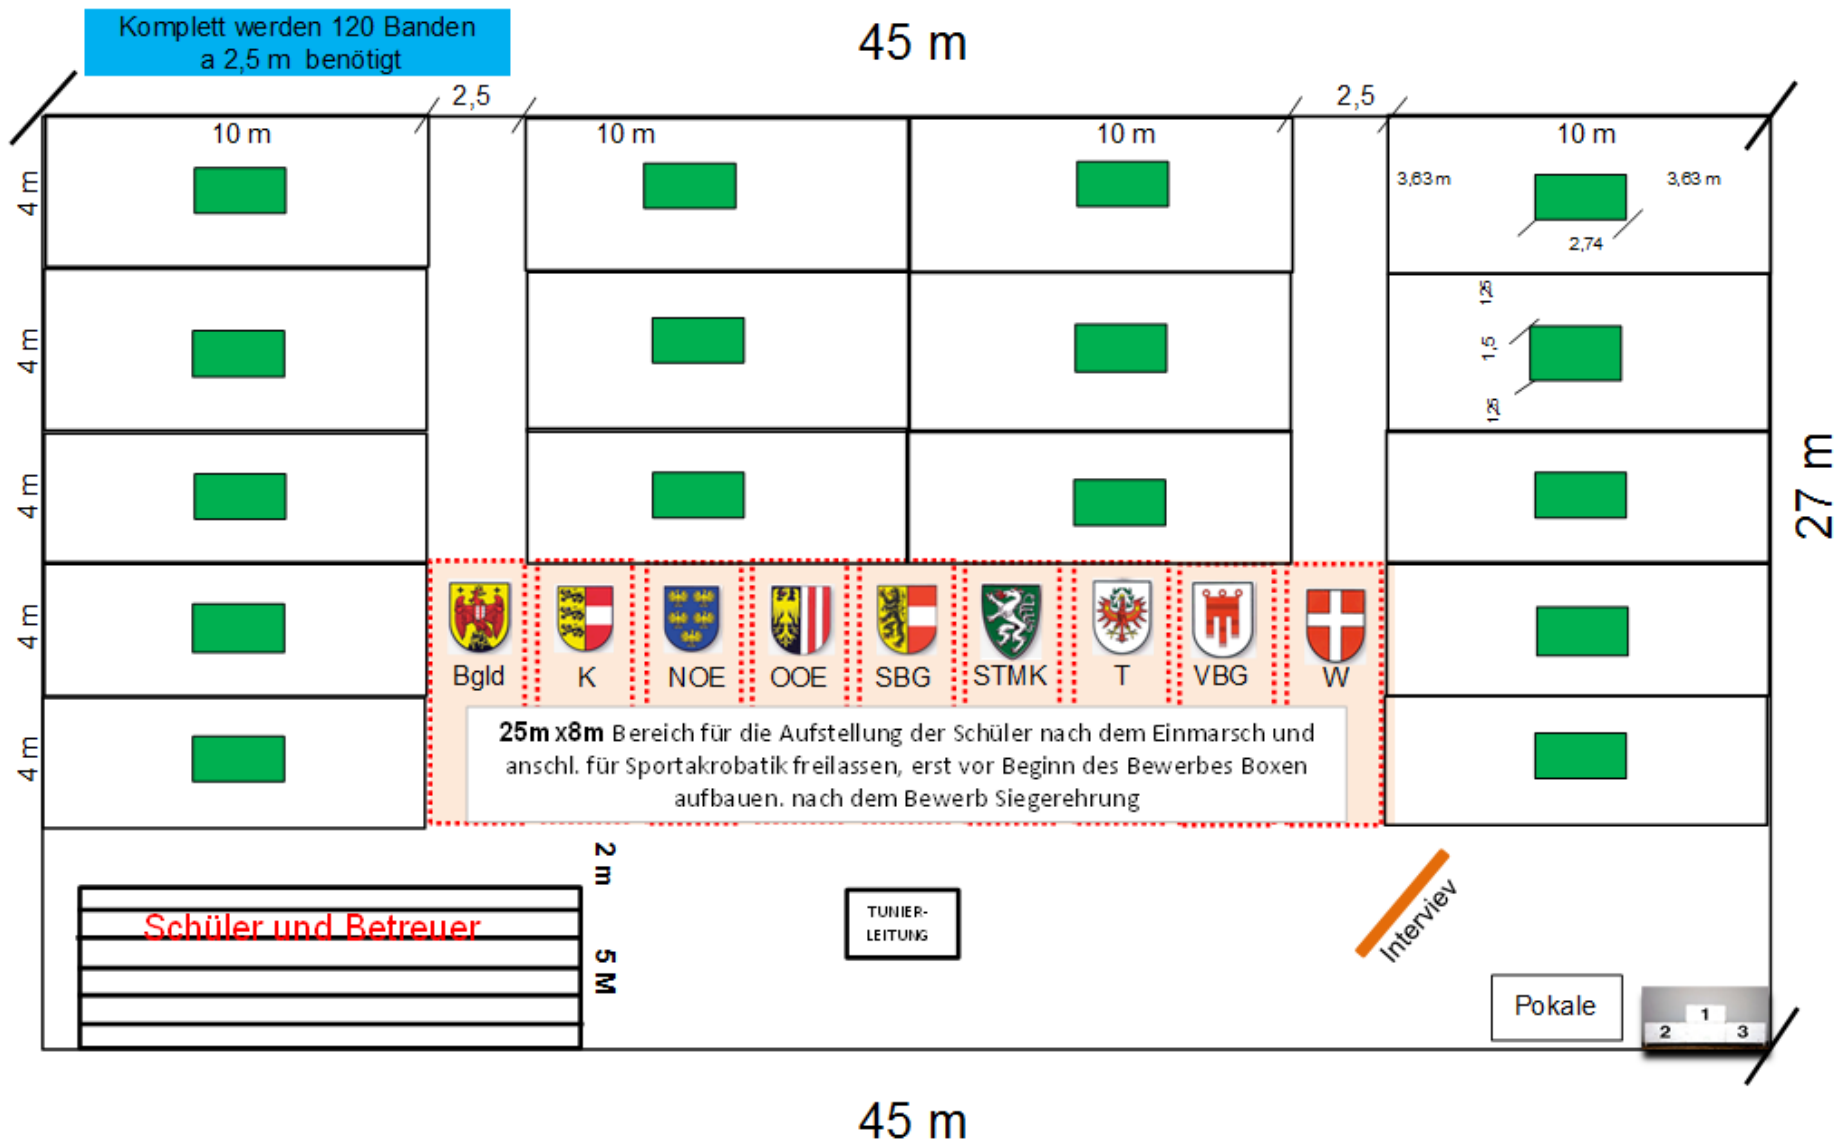 Komplett werden 120 Banden
a 2,5 m benötigt
45 m
2,5
2,5
10 m
10 m
10 m
10 m
4 m
3,63 m
3,63 m
2,74
4 m
1,25
1,5
1,25
4 m
27 m
4 m
Bgld
K
NOE
OOE
SBG
STMK
T
VBG
W
4 m
25m x8m Bereich für die Aufstellung der Schüler nach dem Einmarsch und
anschl. für Sportakrobatik freilassen, erst vor Beginn des Bewerbes Boxen
aufbauen. nach dem Bewerb Siegerehrung
2 m
Schüler und Betreuer
5 M
TUNIER-
LEITUNG
Interviev
Pokale
1
2
3
45 m